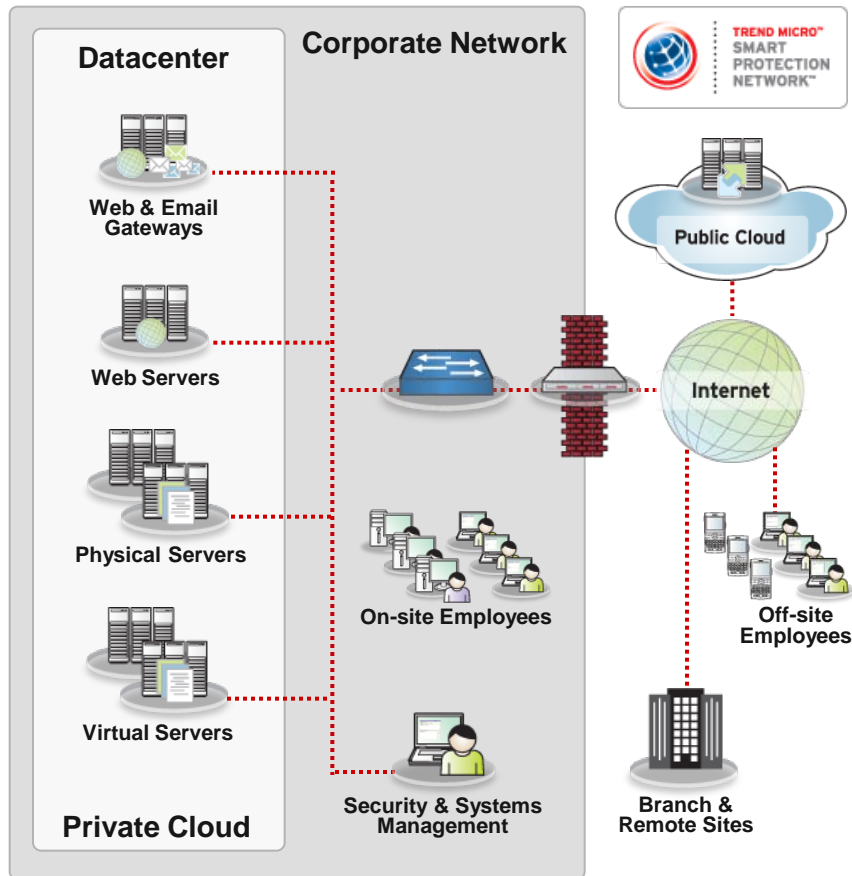 Corporate Network
Datacenter
TREND MICRO™
SMART
PROTECTION
NETWORK™
Web & Email
Gateways
Public Cloud
Web Servers
Internet
Physical Servers
On-site Employees
Off-site
Employees
Virtual Servers
Security & Systems
Management
Branch &
Remote Sites
Private Cloud